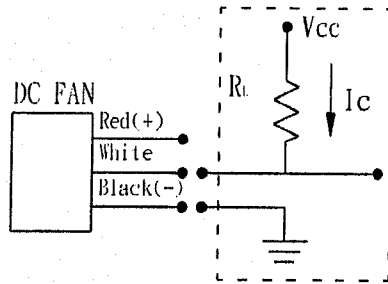 Vcc
DC FAN
RL
Ic
Red(+)
White
Black(-)